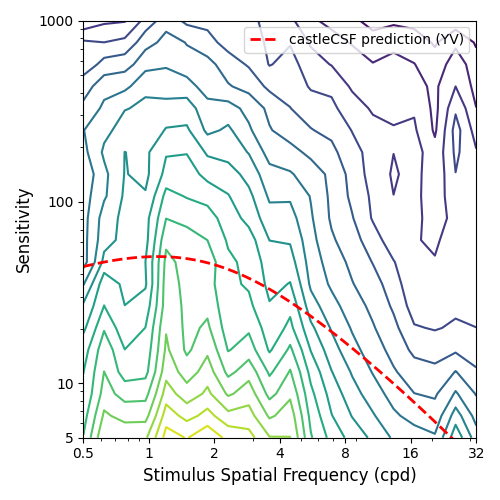 1000
castleCSF prediction (YV)
100
10
5
Sensitivity
0.5 1 2 4 8 16 32
Stimulus Spatial Frequency (cpd)